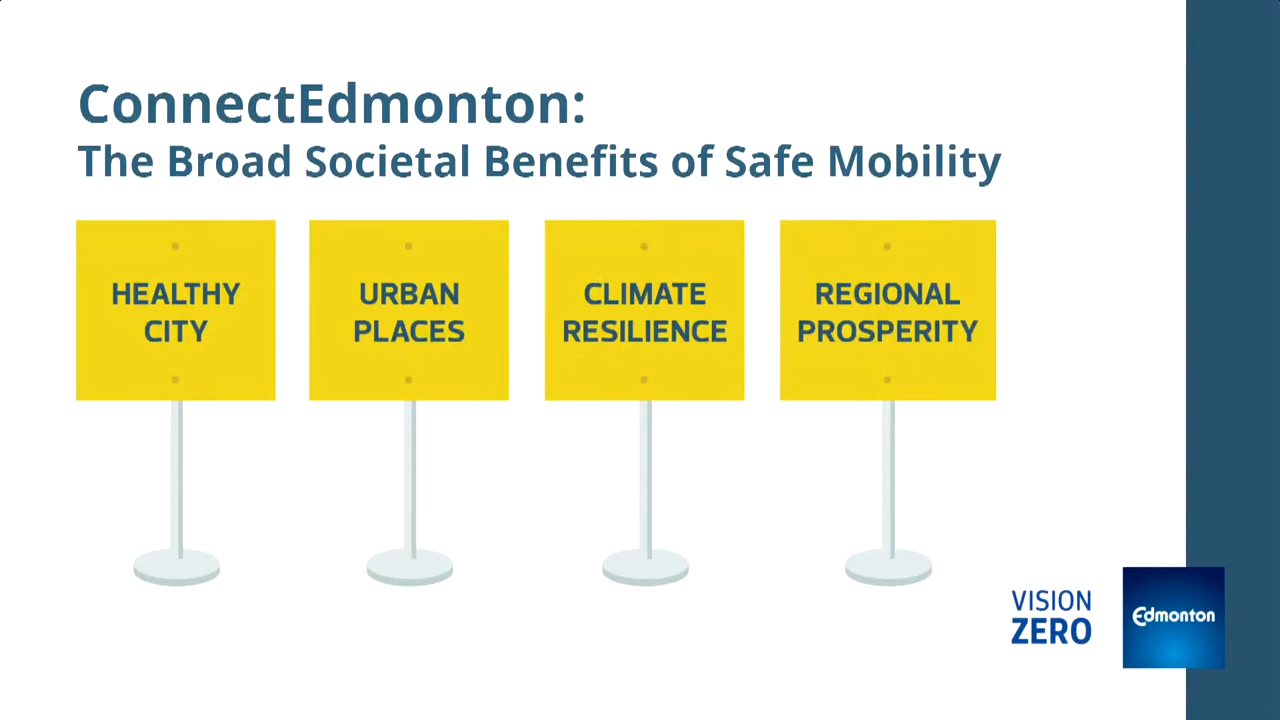 ConnectEdmonton:
The Broad Societal Benefits of Safe Mobility
HEALTHY
CITY
URBAN
PLACES
CLIMATE
RESILIENCE
REGIONAL
PROSPERITY
VISION
ZERO
Edmonton